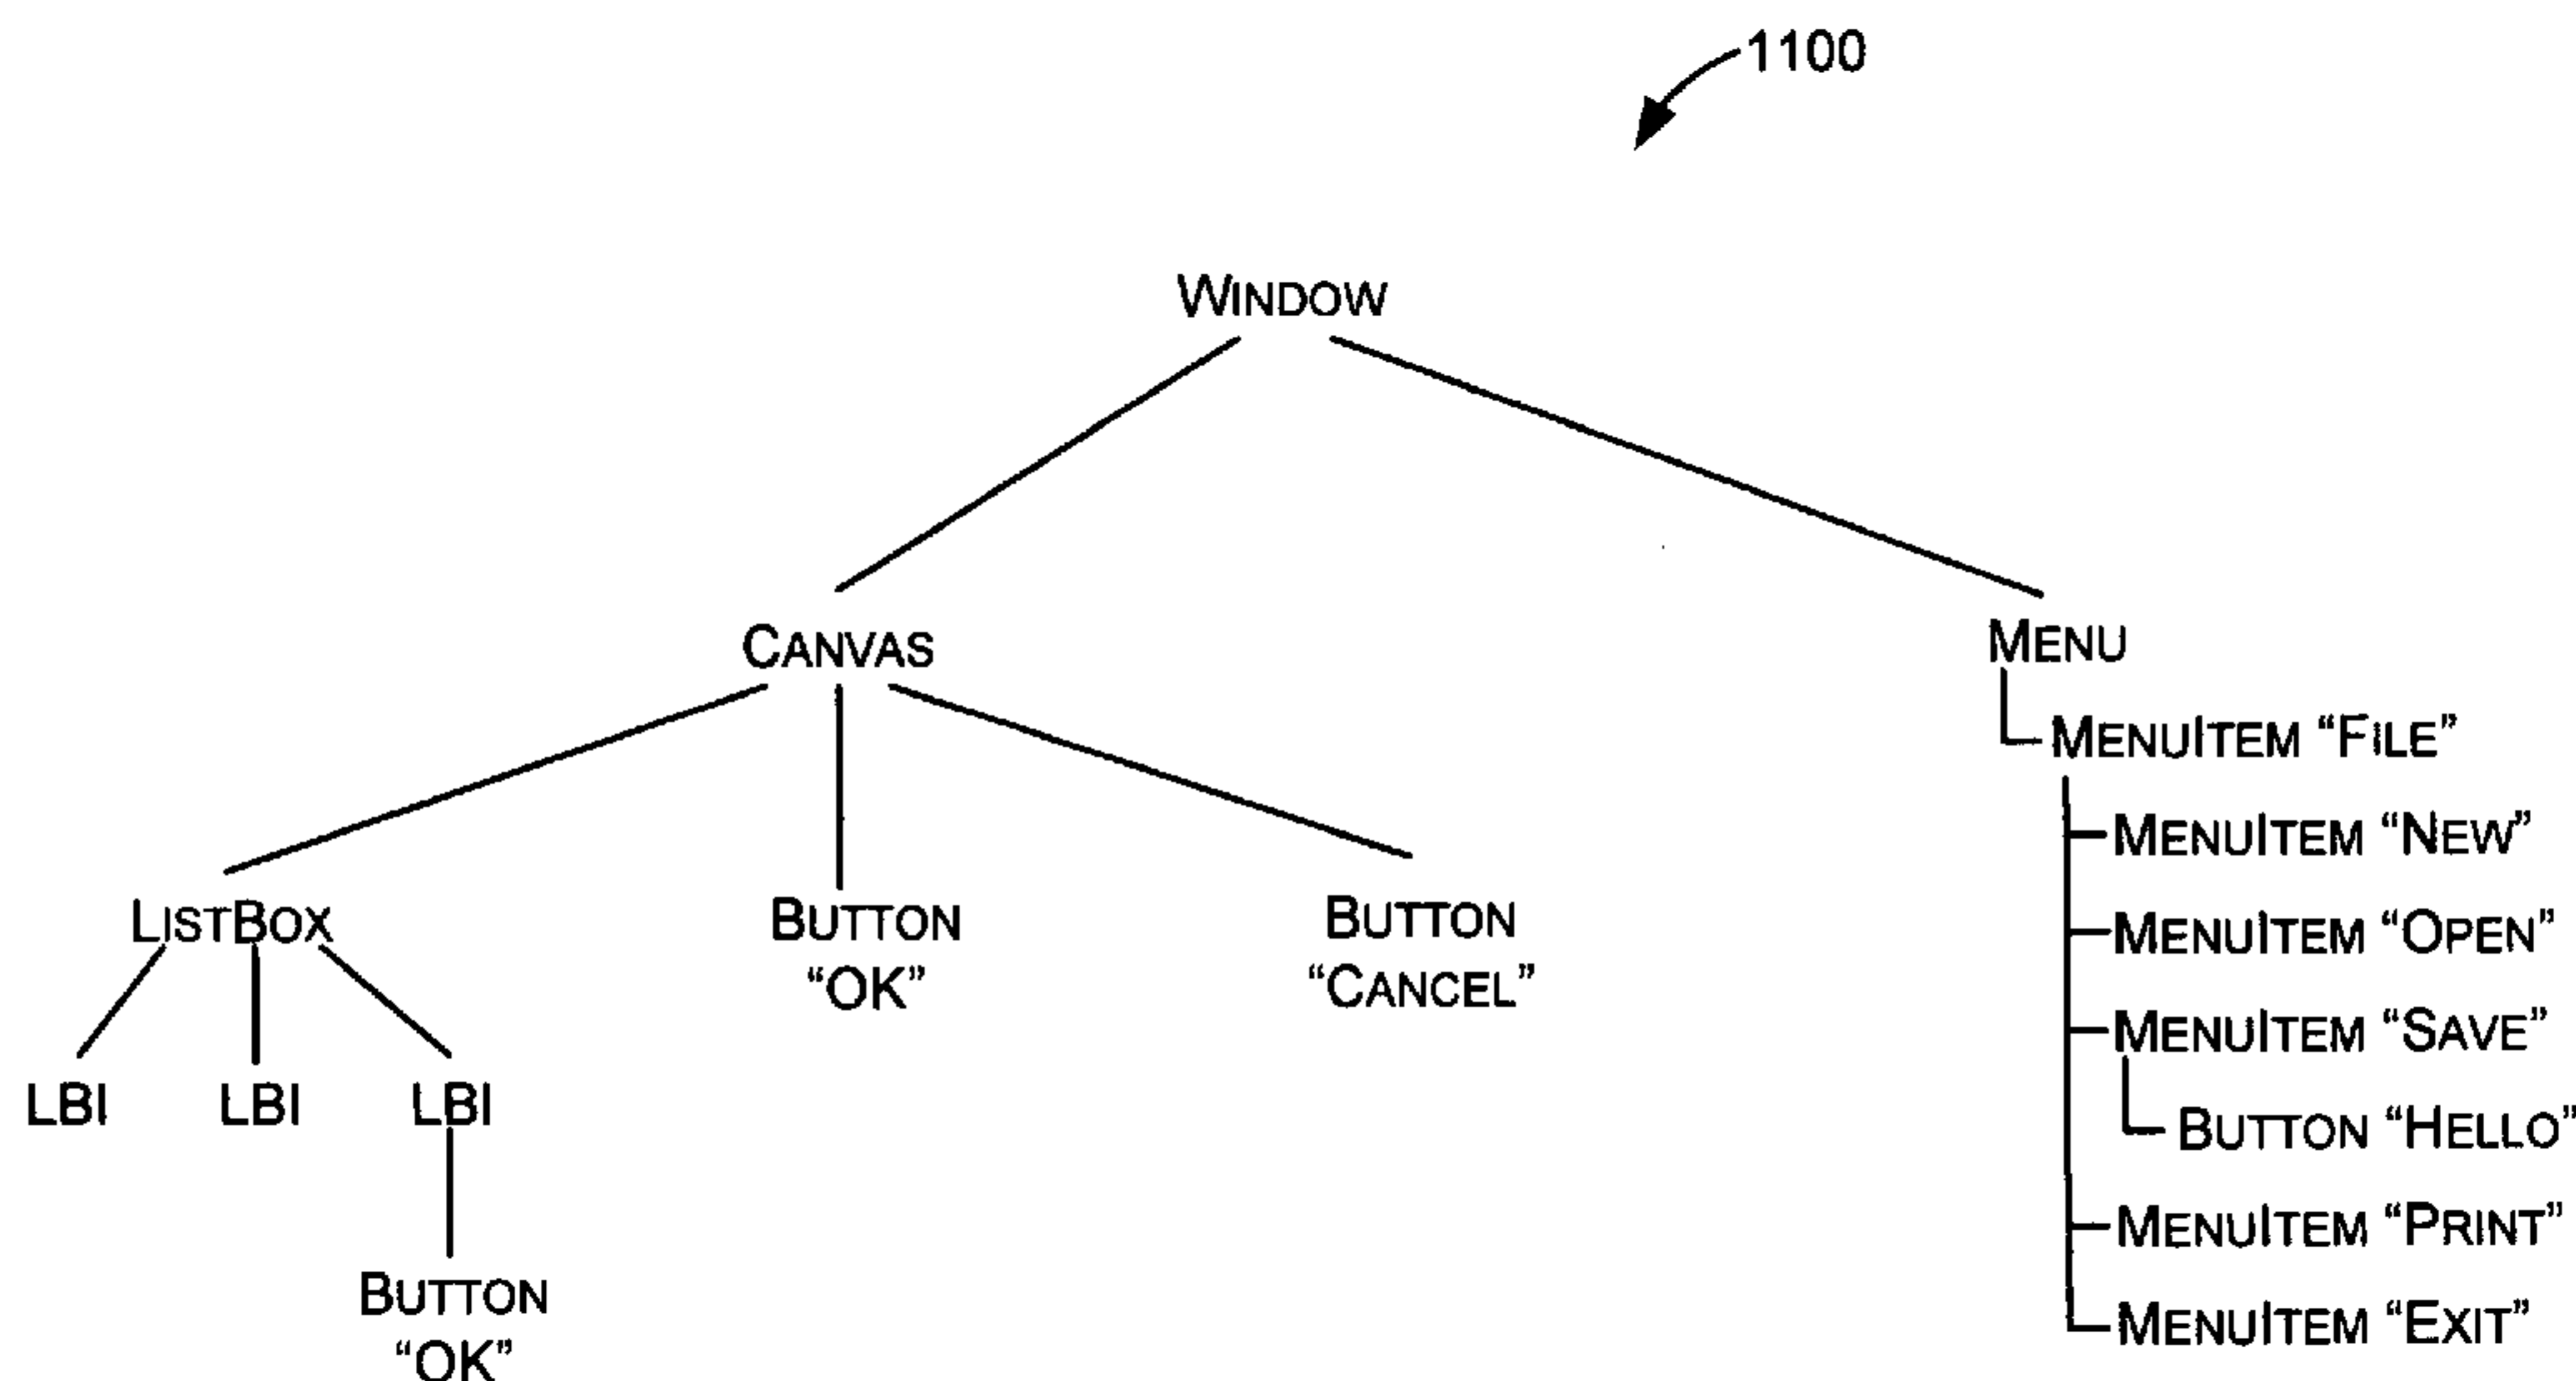 1100
WINDOW
CANVAS
MENU
MENUITEM “FILE”
MENUITEM “NEW”
MENUITEM “OPEN”
MENUITEM “SAVE”
BUTTON “HELLO”
MENUITEM “PRINT”
MENUITEM “EXIT”
LISTBOX
BUTTON
“OK”
BUTTON
“CANCEL”
LBI
LBI
LBI
BUTTON
“OK”